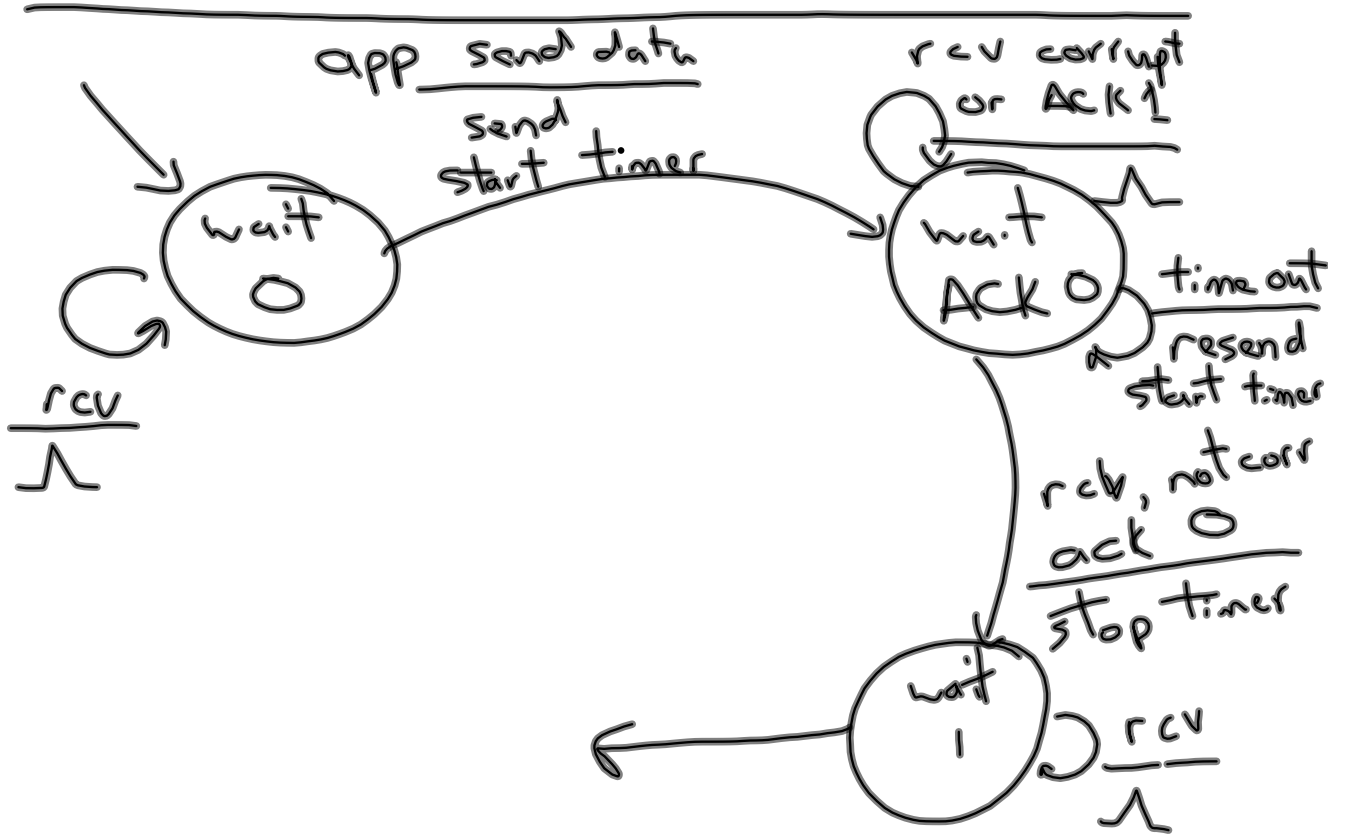 app send data
send
start timer
rcv corrupt
or ACK 1
Λ
wait
0
wait
ACK 0
timeout
resend
start timer
rcv
Λ
rcv, not corr
ack 0
stop timer
wait
1
rcv
Λ